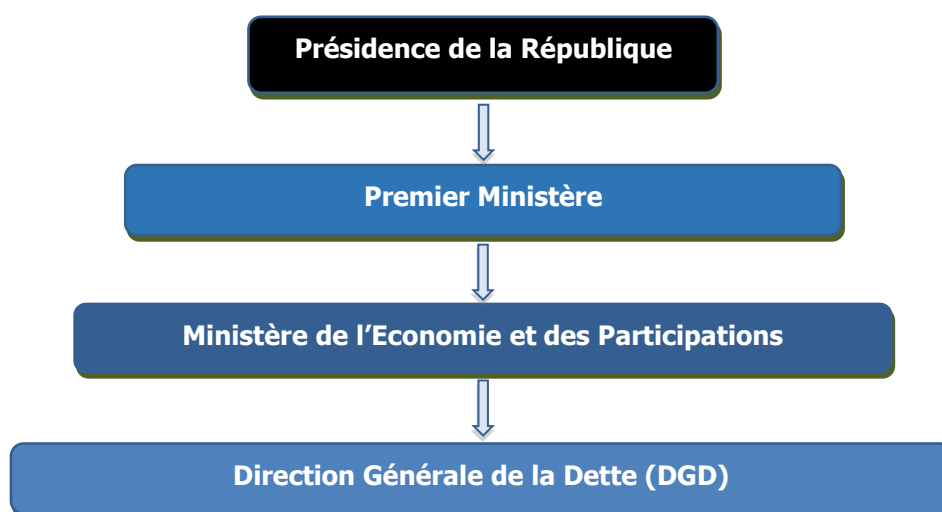 Présidence de la République
Premier Ministère
Ministère de l’Economie et des Participations
Direction Générale de la Dette (DGD)